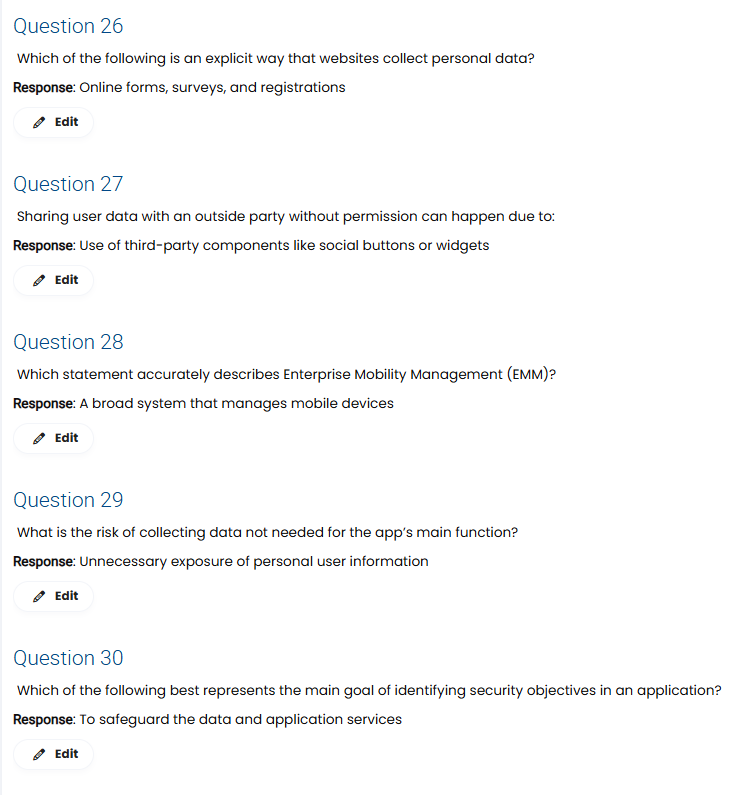 Question 26
Which of the following is an explicit way that websites collect personal data?
Response: Online forms, surveys, and registrations
Edit
Question 27
Sharing user data with an outside party without permission can happen due to:
Response: Use of third-party components like social buttons or widgets
Edit
Question 28
Which statement accurately describes Enterprise Mobility Management (EMM)?
Response: A broad system that manages mobile devices
Edit
Question 29
What is the risk of collecting data not needed for the app's main function?
Response: Unnecessary exposure of personal user information
Edit
Question 30
Which of the following best represents the main goal of identifying security objectives in an application?
Response: To safeguard the data and application services
Edit